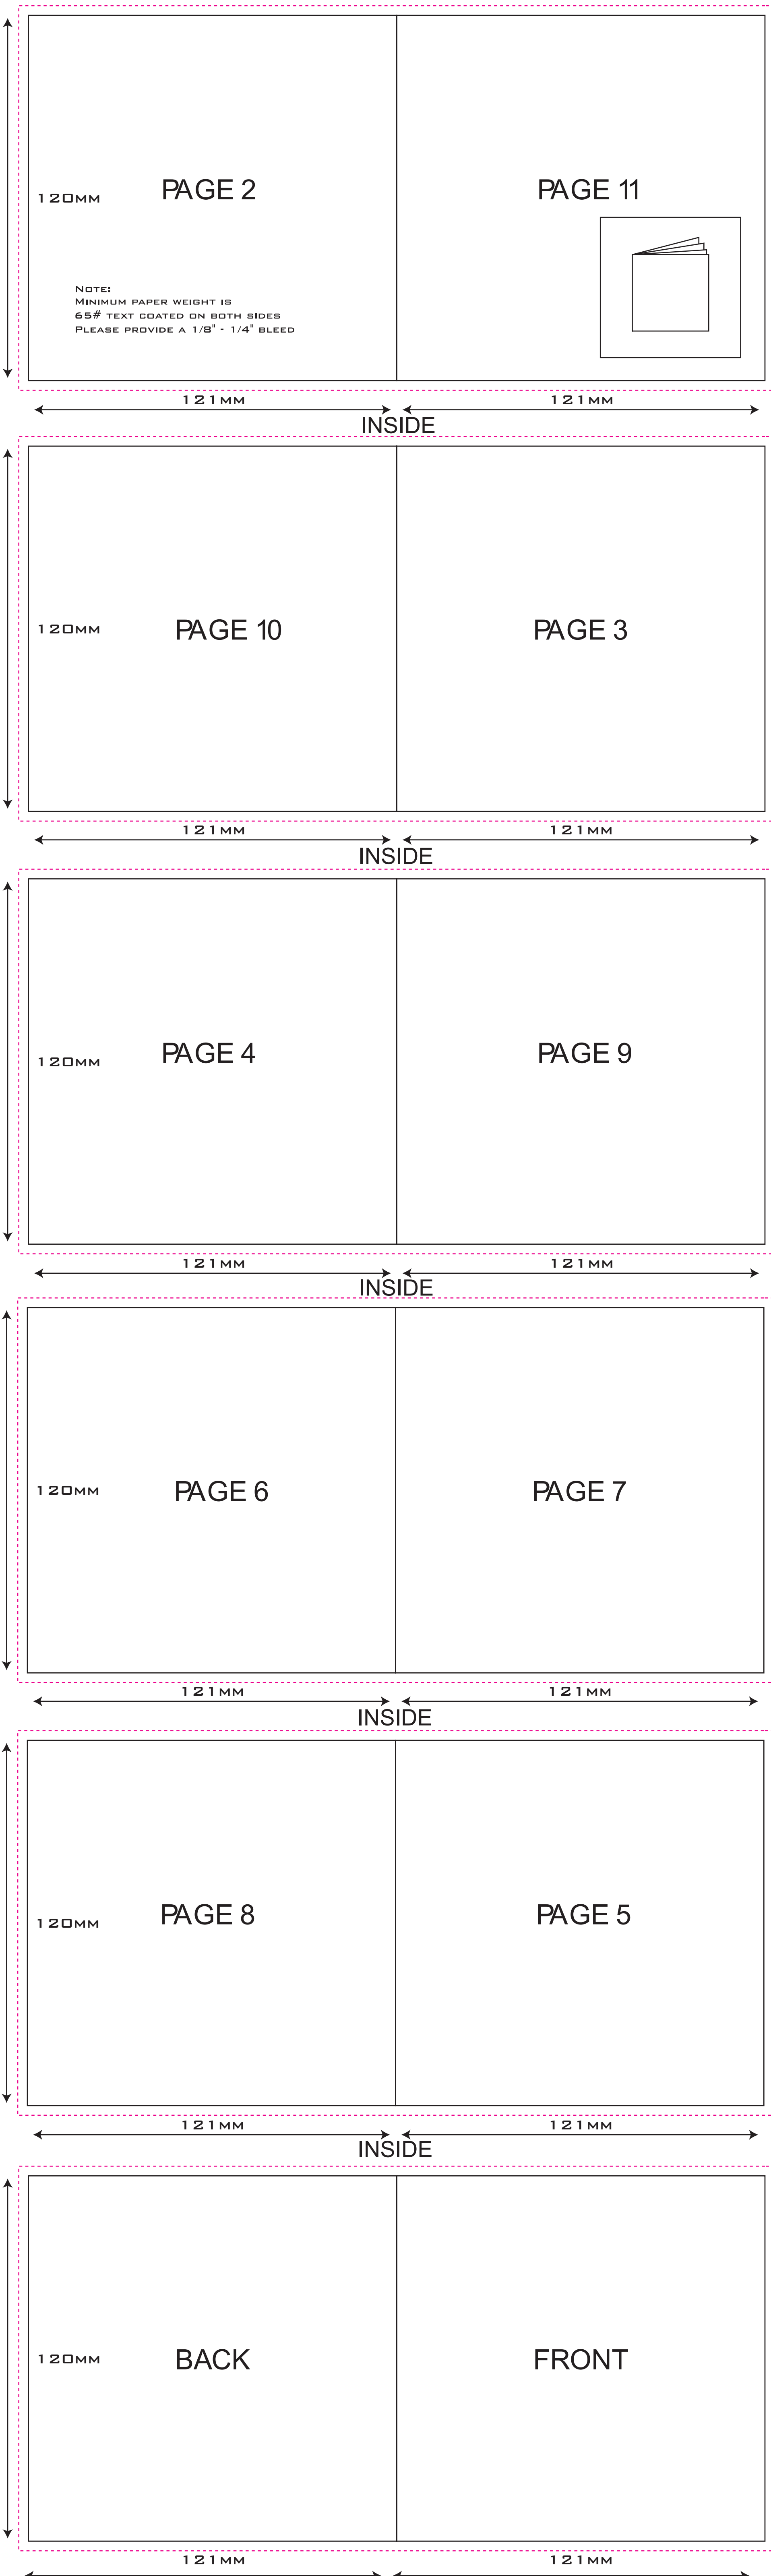 PAGE 2
PAGE 11
120MM
NOTE:
MINIMUM PAPER WEIGHT IS
65# TEXT COATED ON BOTH SIDES
PLEASE PROVIDE A 1/8" - 1/4" BLEED
121MM
121MM
INSIDE
120MM
PAGE 10
PAGE 3
121MM
121MM
INSIDE
120MM
PAGE 4
PAGE 9
121MM
121MM
INSIDE
120MM
PAGE 6
PAGE 7
121MM
121MM
INSIDE
120MM
PAGE 8
PAGE 5
121MM
121MM
INSIDE
120MM
BACK
FRONT
121MM
121MM